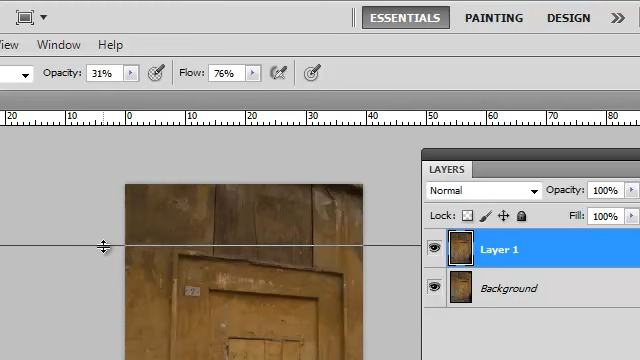 ESSENTIALS PAINTING DESIGN
View Window Help
Opacity: 31% Flow: 76%
20 10 0 10 20 30 40 50 60 70 80
LAYERS
Normal Opacity: 100%
Lock: Fill: 100%
Layer 1
Background